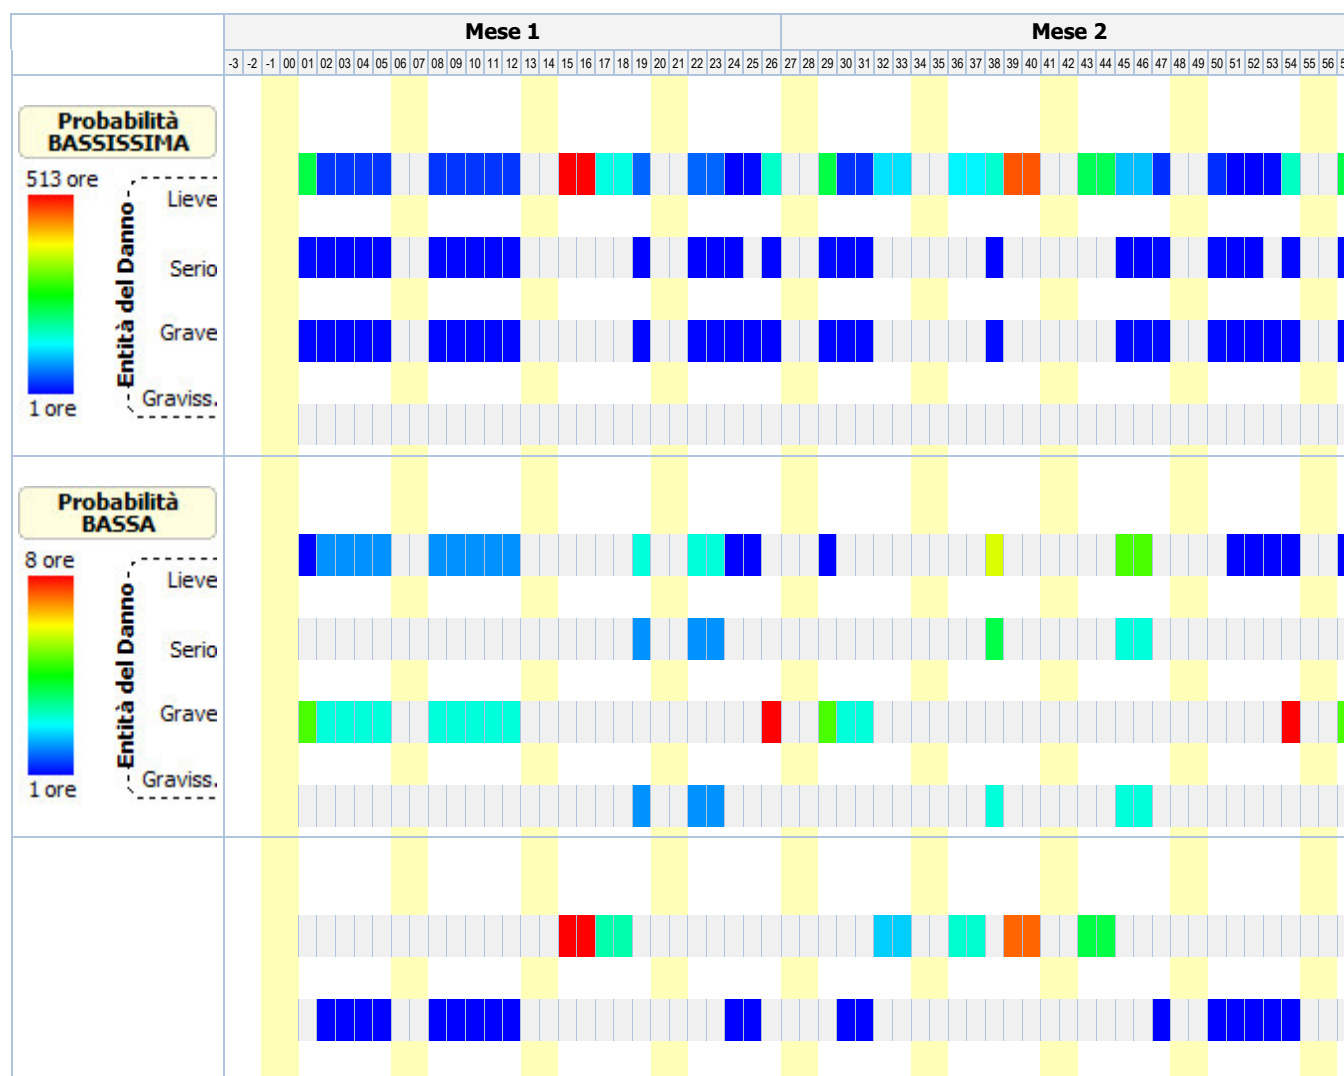 Mese 1 Mese 2
-3 -2 -1 00 01 02 03 04 05 06 07 08 09 10 11 12 13 14 15 16 17 18 19 20 21 22 23 24 25 26 27 28 29 30 31 32 33 34 35 36 37 38 39 40 41 42 43 44 45 46 47 48 49 50 51 52 53 54 55 56
Probabilità
BASSISSIMA
513 ore
Entità del Danno
Lieve
Serio
Grave
Graviss.
1 ore
Probabilità
BASSA
8 ore
Entità del Danno
Lieve
Serio
Grave
Graviss.
1 ore